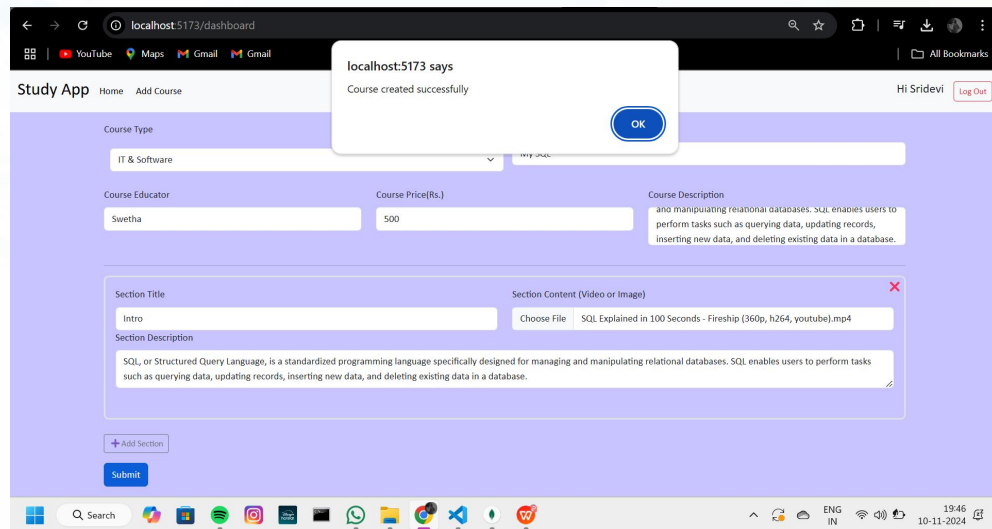 localhost:5173/dashboard
YouTube Maps Gmail Gmail All Bookmarks
localhost:5173 says
Course created successfully
OK
Study App Home Add Course Hi Sridevi Log Out
Course Type
IT & Software My SQL
Course Educator Course Price(Rs.) Course Description
Swetha 500 and manipulating relational databases. SQL enables users to
perform tasks such as querying data, updating records,
inserting new data, and deleting existing data in a database.
Section Title Section Content (Video or Image)
Intro Choose File SQL Explained in 100 Seconds - Fireship (360p, h264, youtube).mp4
Section Description
SQL, or Structured Query Language, is a standardized programming language specifically designed for managing and manipulating relational databases. SQL enables users to perform tasks
such as querying data, updating records, inserting new data, and deleting existing data in a database.
Add Section
Submit
Search ENG 19:46
IN 10-11-2024